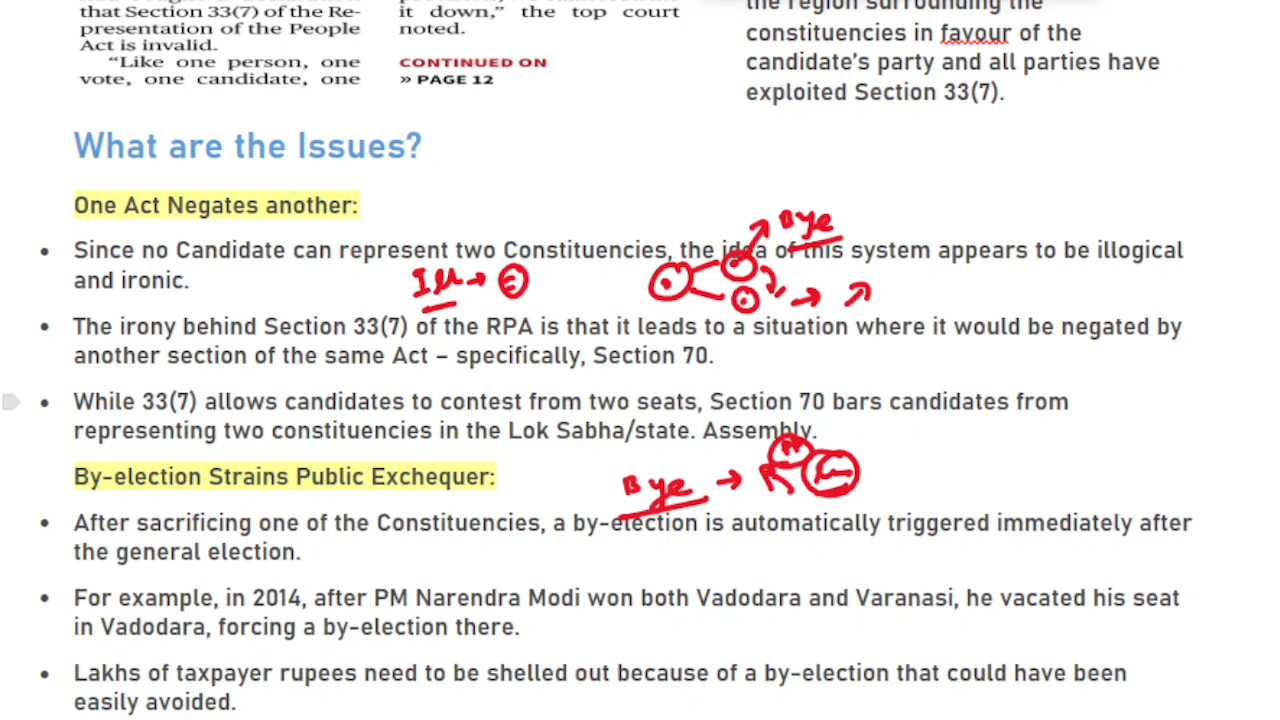 that Section 33(7) of the Re-
presentation of the People
Act is invalid.
"Like one person, one
vote, one candidate, one
it down," the top court
noted.
CONTINUED ON
» PAGE 12
the region surrounding the
constituencies in favour of the
candidate's party and all parties have
exploited Section 33(7).
What are the Issues?
One Act Negates another:
• Since no Candidate can represent two Constituencies, the idea of this system appears to be illogical
and ironic.
Bye
• The irony behind Section 33(7) of the RPA is that it leads to a situation where it would be negated by
another section of the same Act – specifically, Section 70.
• While 33(7) allows candidates to contest from two seats, Section 70 bars candidates from
representing two constituencies in the Lok Sabha/state. Assembly.
By-election Strains Public Exchequer:
Bye
• After sacrificing one of the Constituencies, a by-election is automatically triggered immediately after
the general election.
• For example, in 2014, after PM Narendra Modi won both Vadodara and Varanasi, he vacated his seat
in Vadodara, forcing a by-election there.
• Lakhs of taxpayer rupees need to be shelled out because of a by-election that could have been
easily avoided.